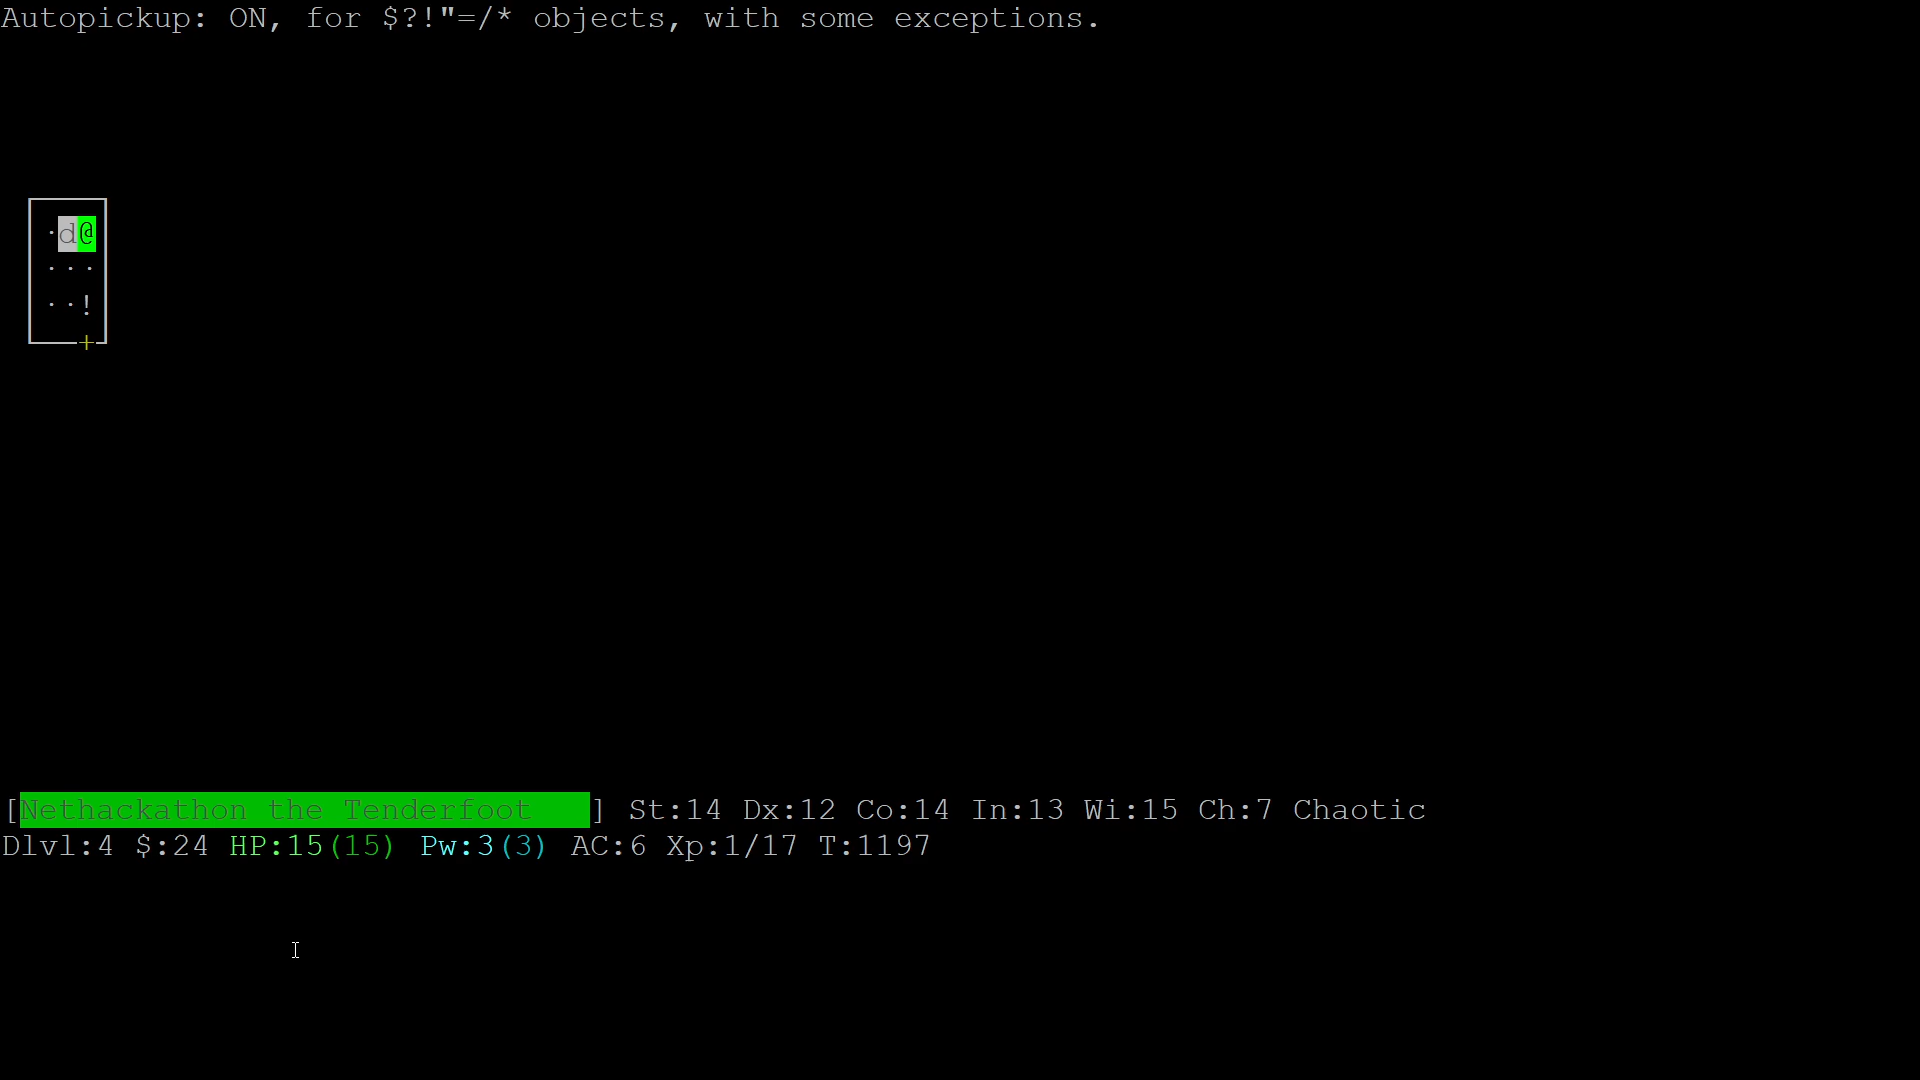 Autopickup: ON, for $?!"=/* objects, with some exceptions.
·d@
···
··!
+
[Nethackathon the Tenderfoot   ] St:14 Dx:12 Co:14 In:13 Wi:15 Ch:7 Chaotic
Dlvl:4 $:24 HP:15(15) Pw:3(3) AC:6 Xp:1/17 T:1197